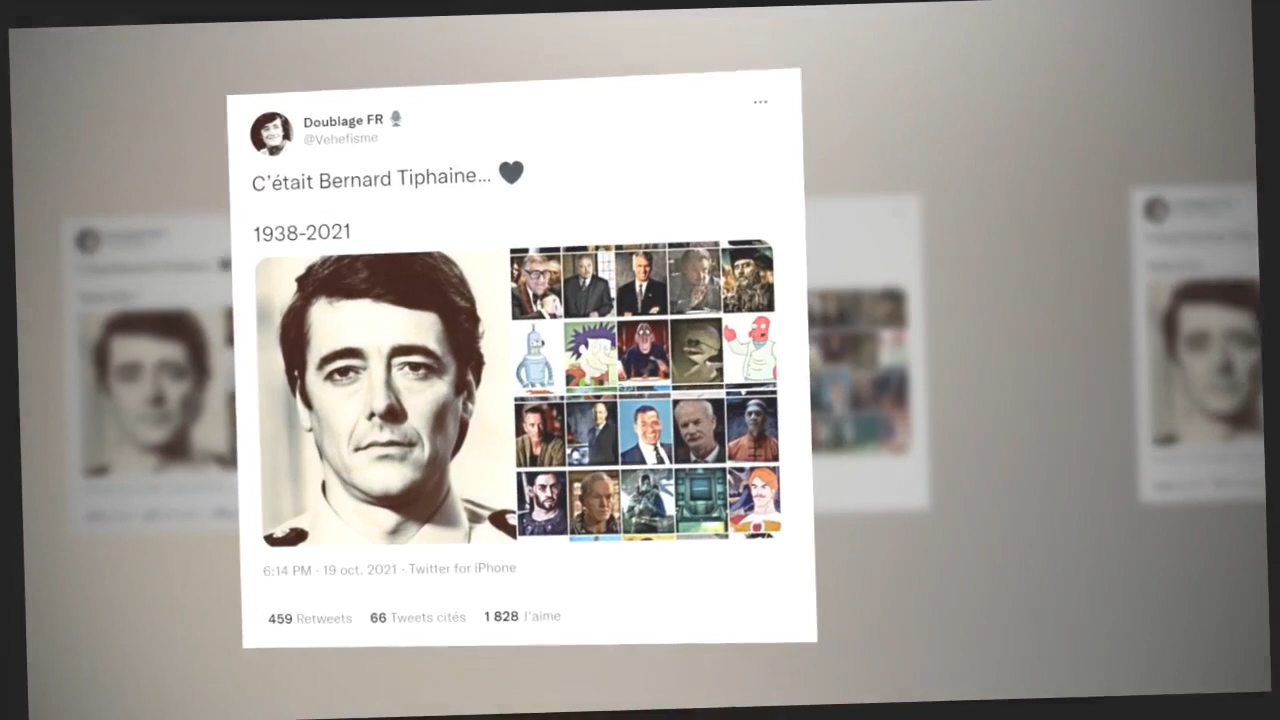 Doublage FR
@Vehefisme
C'était Bernard Tiphaine...
1938-2021
6:14 PM · 19 oct. 2021 · Twitter for iPhone
459 Retweets 66 Tweets cités 1 828 J'aime